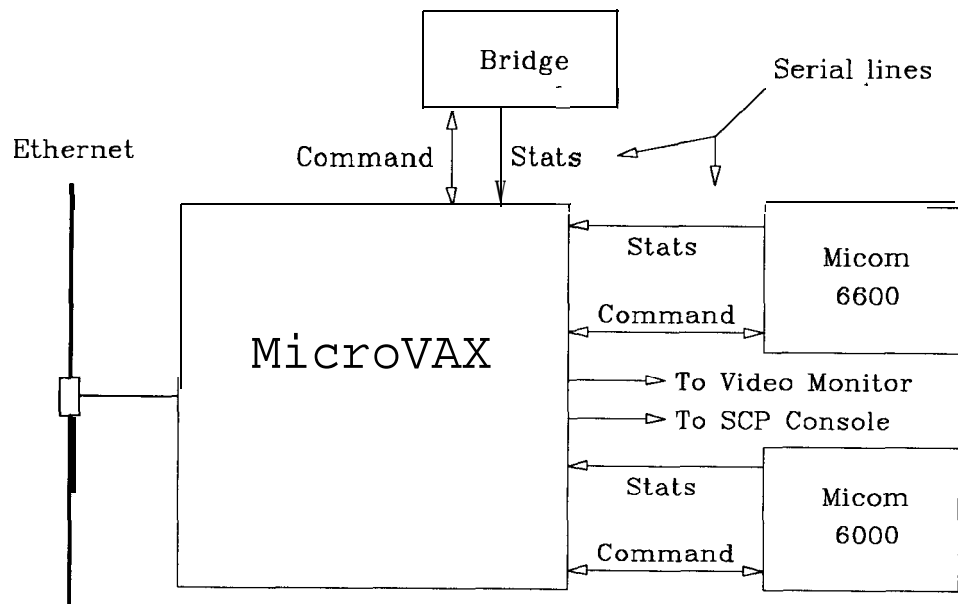 Bridge
Serial lines
Ethernet
Command
Stats
Stats
Micom
6600
Command
MicroVAX
To Video Monitor
To SCP Console
Stats
Micom
6000
Command